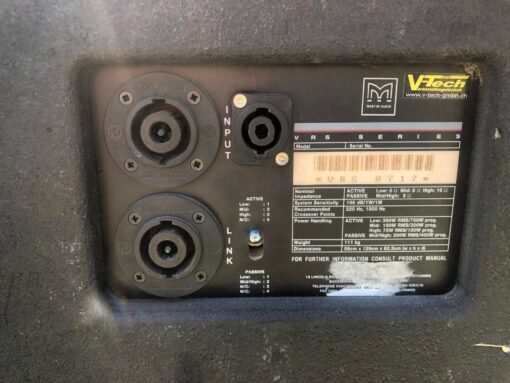 INPUT
LINK
MARTIN AUDIO
V-Tech
www.v-tech-gmbh.ch
VRS SERIES
Model
Serial No.
*VRS 0717*
Nominal Impedance
ACTIVE Low: 8 Ω Mid: 8 Ω High: 16 Ω
PASSIVE Mid/High: 8 Ω
System Sensitivity 106 dB/1W/1M
Recommended Crossover Points 220 Hz, 1500 Hz
Power Handling
ACTIVE Low: 350W RMS/700W prog.
Mid: 150W RMS/300W prog.
High: 75W RMS/150W prog.
PASSIVE Mid/High: 200W RMS/400W prog.
Weight 111 kg
Dimensions
FOR FURTHER INFORMATION CONSULT PRODUCT MANUAL
ACTIVE
Low: : 1
Mid: : 2
High: : 3
N/C: : 4
PASSIVE
Low: : 1
Mid/High: : 2
N/C: : 3
N/C: : 4